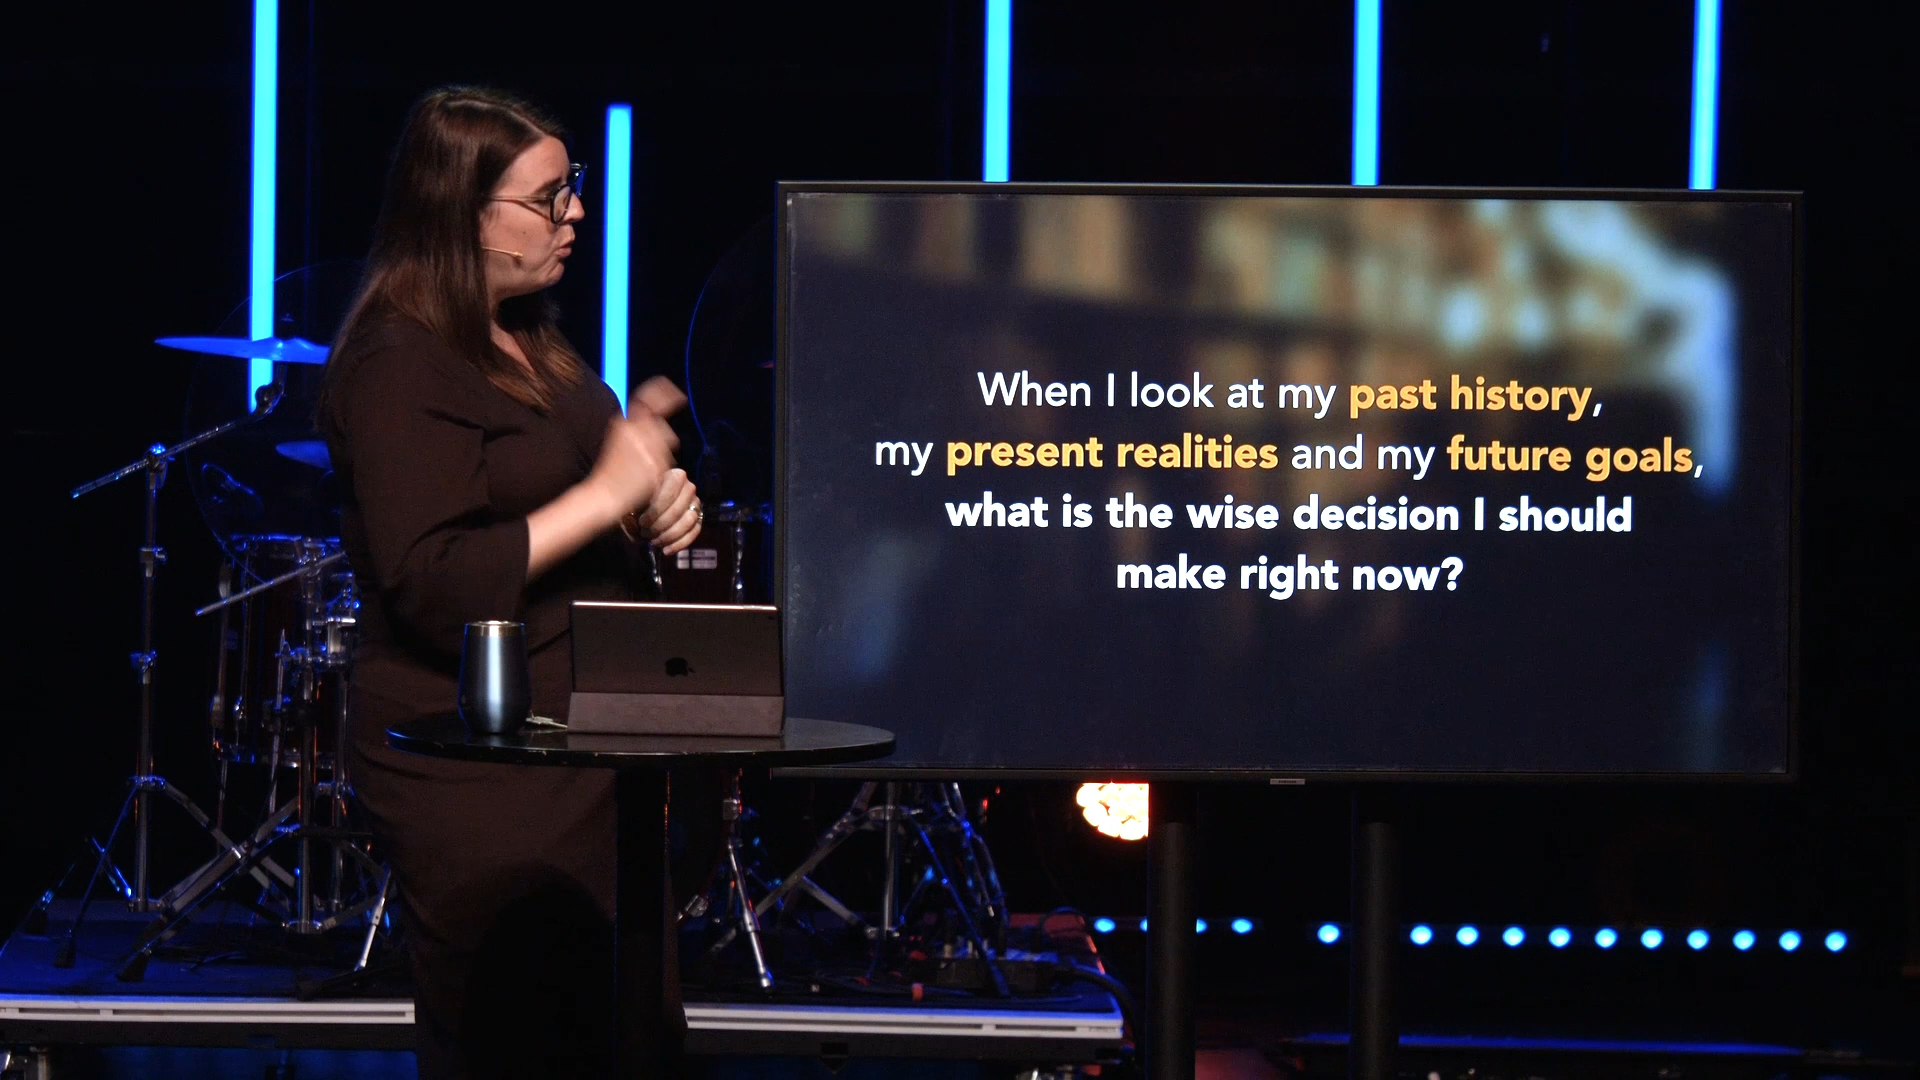 When I look at my past history,
my present realities and my future goals,
what is the wise decision I should
make right now?